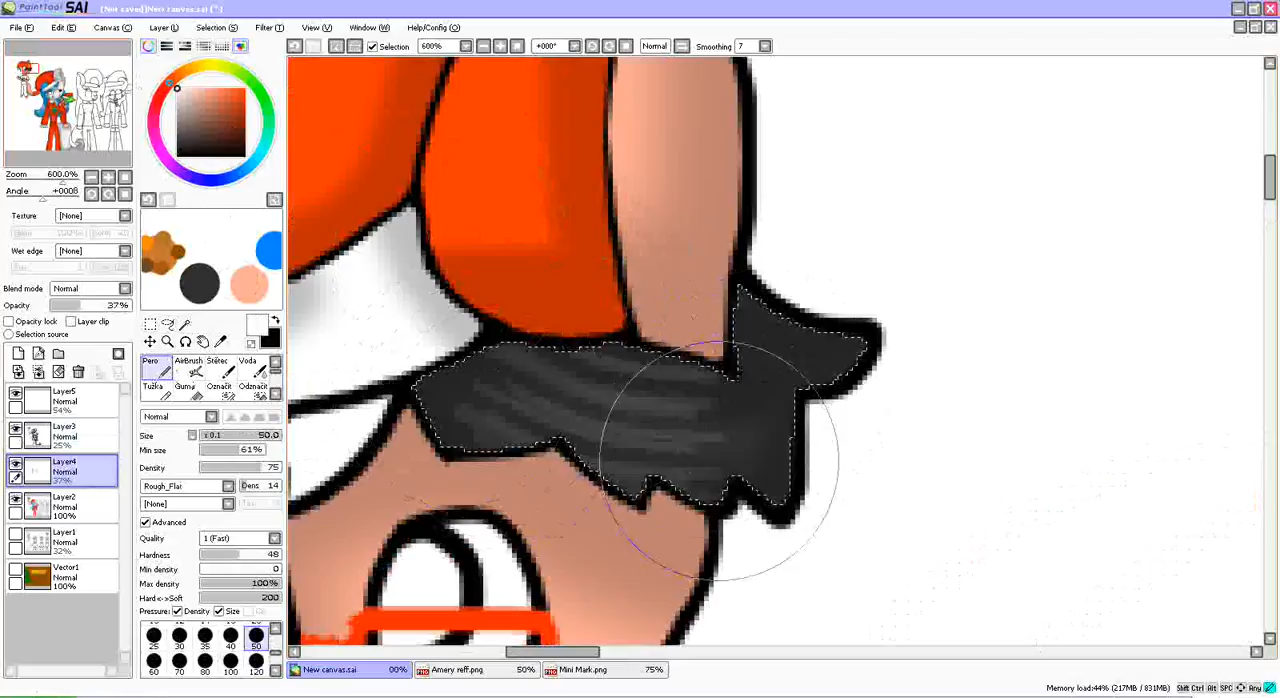 PaintTool SAI [Not saved]New canvas.sai (*)
File (F) Edit (E) Canvas (C) Layer (L) Selection (S) Filter (T) View (V) Window (W) Help/Config (O)
Selection 600% +000° Normal Smoothing 7
Zoom 600.0%
Angle
Texture [None]
Wet edge [None]
Blend mode Normal
Opacity 37%
Opacity lock Layer clip
Selection source
Layer5
54%
Layer3
Normal
25%
Layer4
Normal
37%
Layer2
Normal
100%
Layer1
Normal
32%
Vector1
Normal
100%
Pero AirBrush Štětec Voda
Tužka Guma Označit Odznačit
Normal
Size x 0.1 50.0
Min size 61%
Density 75
Rough_Flat Dens 14
[None]
Advanced
Quality 1 (Fast)
Hardness 48
Min density 0
Max density 100%
Hard<->Soft 200
Pressure: Density Size
25 30 35 40 50
60 70 80 100 120
New canvas.sai 00% Amery reff.png 50% Mini Mark.png 75%
Memory load:44% (217MB / 831MB) Shift Ctrl Alt SPC Any